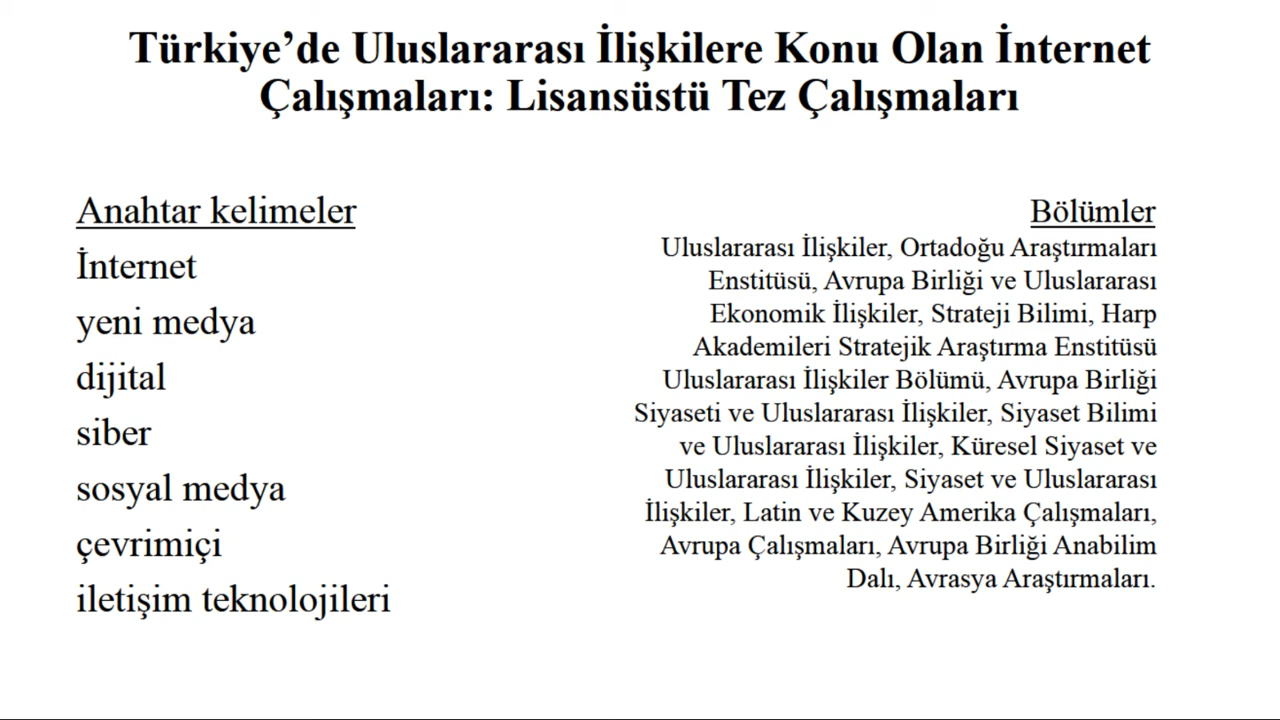 Türkiye’de Uluslararası İlişkilere Konu Olan İnternet
Çalışmaları: Lisansüstü Tez Çalışmaları
Anahtar kelimeler
İnternet
yeni medya
dijital
siber
sosyal medya
çevrimiçi
iletişim teknolojileri
Bölümler
Uluslararası İlişkiler, Ortadoğu Araştırmaları
Enstitüsü, Avrupa Birliği ve Uluslararası
Ekonomik İlişkiler, Strateji Bilimi, Harp
Akademileri Stratejik Araştırma Enstitüsü
Uluslararası İlişkiler Bölümü, Avrupa Birliği
Siyaseti ve Uluslararası İlişkiler, Siyaset Bilimi
ve Uluslararası İlişkiler, Küresel Siyaset ve
Uluslararası İlişkiler, Siyaset ve Uluslararası
İlişkiler, Latin ve Kuzey Amerika Çalışmaları,
Avrupa Çalışmaları, Avrupa Birliği Anabilim
Dalı, Avrasya Araştırmaları.